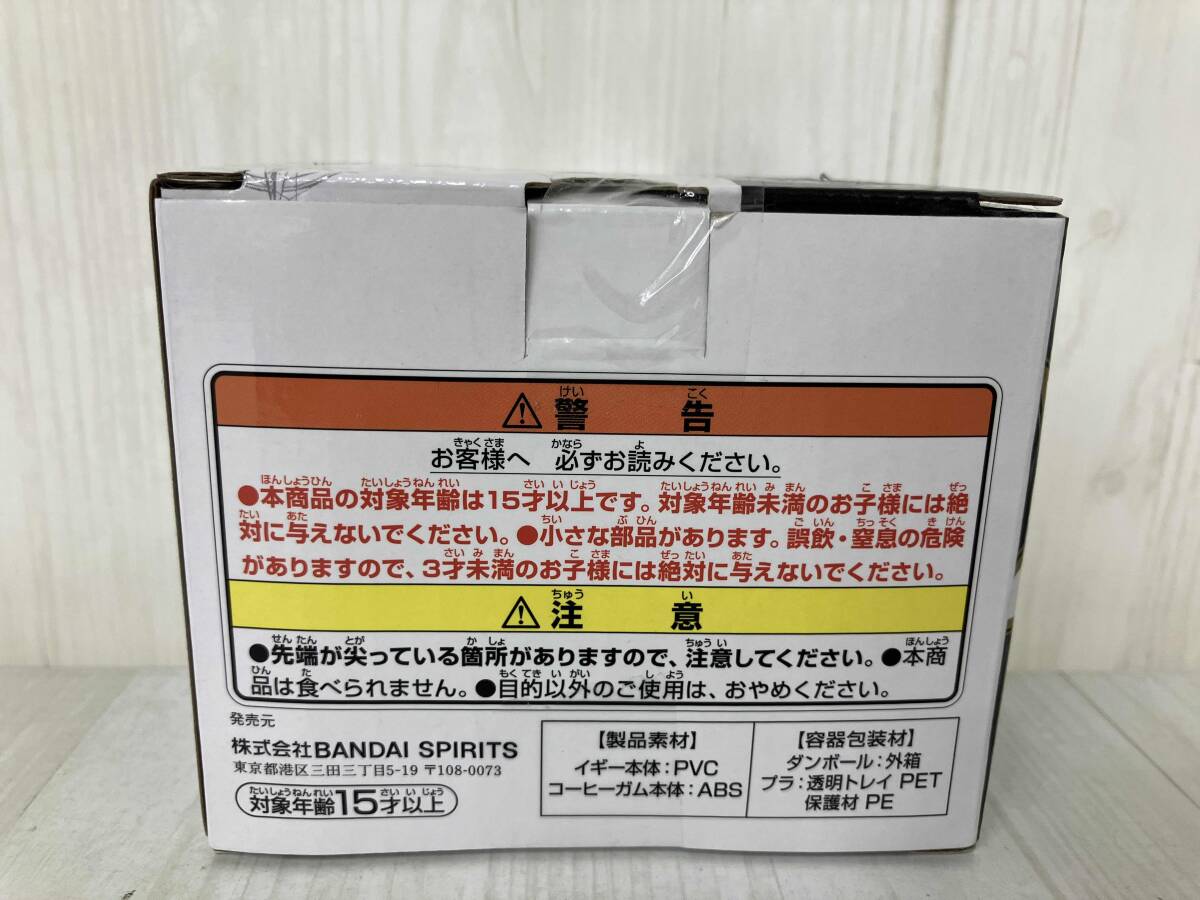 ⚠警告
お客様へ 必ずお読みください。
●本商品の対象年齢は15才以上です。対象年齢未満のお子様には絶
対に与えないでください。●小さな部品があります。誤飲・窒息の危険
がありますので、3才未満のお子様には絶対に与えないでください。
⚠注意
●先端が尖っている箇所がありますので、注意してください。●本商
品は食べられません。●目的以外のご使用は、おやめください。
発売元
株式会社BANDAI SPIRITS
東京都港区三田三丁目5-19 〒108-0073
対象年齢15才以上
【製品素材】
イギー本体：PVC
コーヒーガム本体：ABS
【容器包装材】
ダンボール：外箱
プラ：透明トレイ PET
保護材 PE